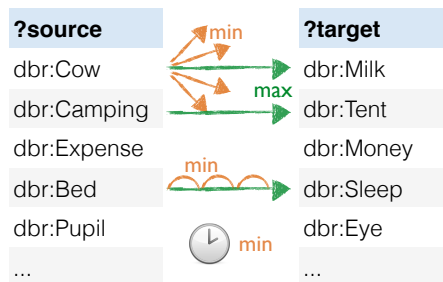 ?source min ?target
dbr:Cow dbr:Milk
max
dbr:Camping dbr:Tent
dbr:Expense dbr:Money
min
dbr:Bed dbr:Sleep
dbr:Pupil dbr:Eye
min
... ...